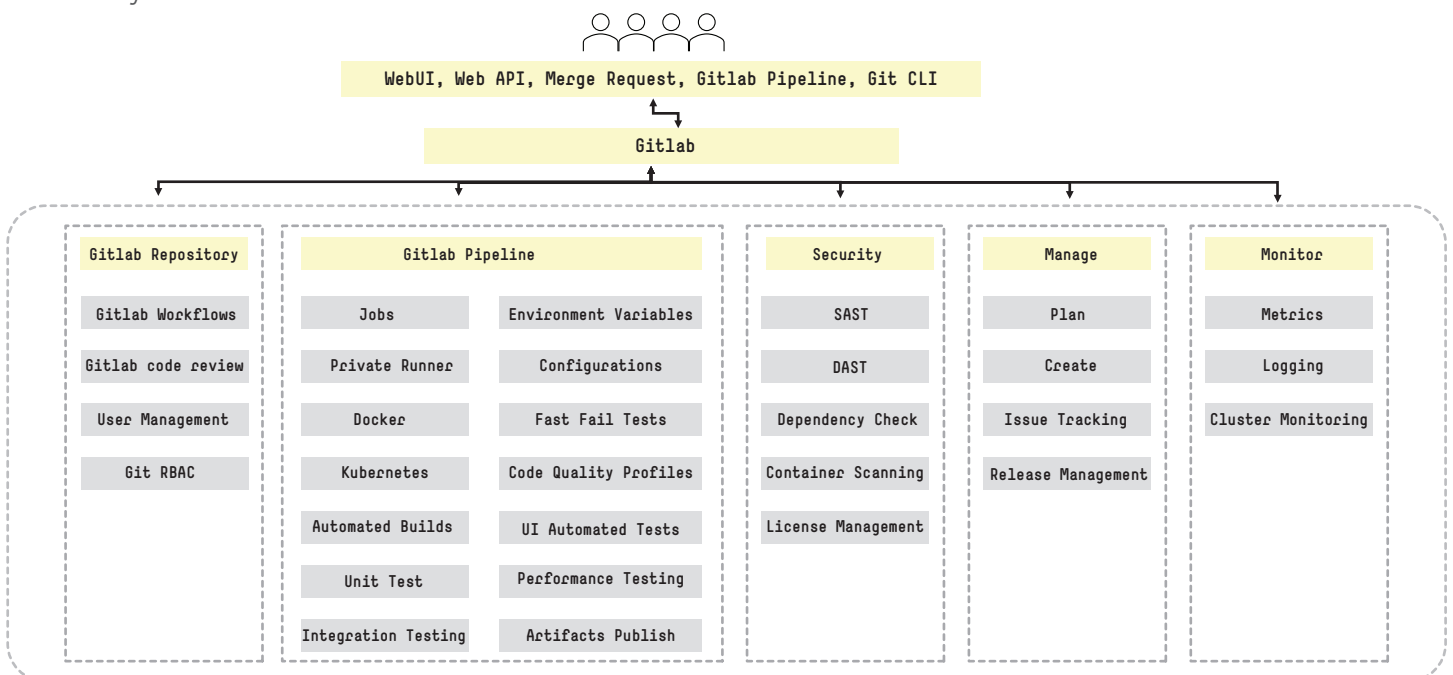 WebUI, Web API, Merge Request, Gitlab Pipeline, Git CLI
Gitlab
Gitlab Repository
Gitlab Workflows
Gitlab code review
User Management
Git RBAC
Gitlab Pipeline
Jobs
Private Runner
Docker
Kubernetes
Automated Builds
Unit Test
Integration Testing
Environment Variables
Configurations
Fast Fail Tests
Code Quality Profiles
UI Automated Tests
Performance Testing
Artifacts Publish
Security
SAST
DAST
Dependency Check
Container Scanning
License Management
Manage
Plan
Create
Issue Tracking
Release Management
Monitor
Metrics
Logging
Cluster Monitoring